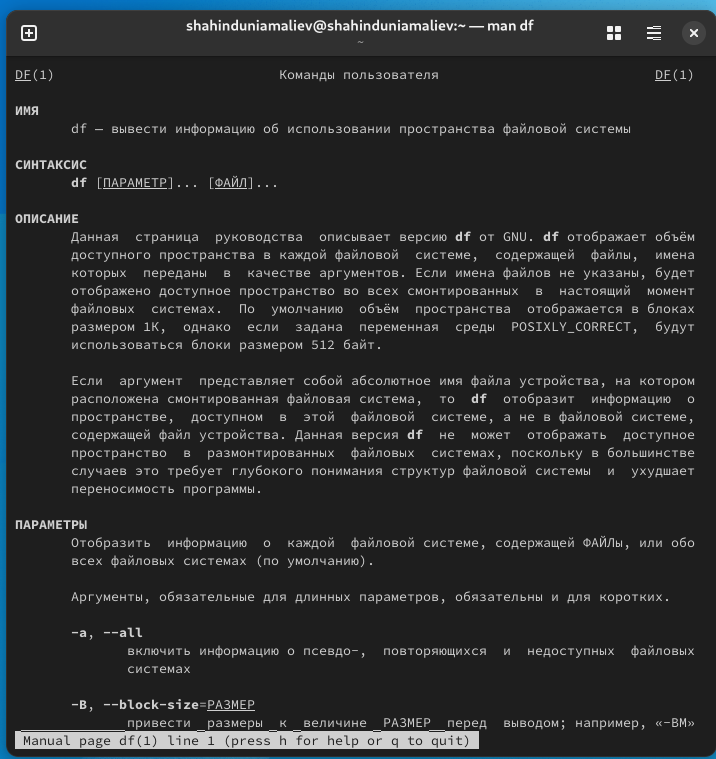 shahinduniamaliev@shahinduniamaliev:~ — man df
~
DF(1) Команды пользователя DF(1)
ИМЯ
df — вывести информацию об использовании пространства файловой системы
СИНТАКСИС
df [ПАРАМЕТР]... [ФАЙЛ]...
ОПИСАНИЕ
Данная страница руководства описывает версию df от GNU. df отображает объём
доступного пространства в каждой файловой системе, содержащей файлы, имена
которых переданы в качестве аргументов. Если имена файлов не указаны, будет
отображено доступное пространство во всех смонтированных в настоящий момент
файловых системах. По умолчанию объём пространства отображается в блоках
размером 1K, однако если задана переменная среды POSIXLY_CORRECT, будут
использоваться блоки размером 512 байт.
Если аргумент представляет собой абсолютное имя файла устройства, на котором
расположена смонтированная файловая система, то df отобразит информацию о
пространстве, доступном в этой файловой системе, а не в файловой системе,
содержащей файл устройства. Данная версия df не может отображать доступное
пространство в размонтированных файловых системах, поскольку в большинстве
случаев это требует глубокого понимания структур файловой системы и ухудшает
переносимость программы.
ПАРАМЕТРЫ
Отобразить информацию о каждой файловой системе, содержащей ФАЙЛы, или обо
всех файловых системах (по умолчанию).
Аргументы, обязательные для длинных параметров, обязательны и для коротких.
-a, --all
включить информацию о псевдо-, повторяющихся и недоступных файловых
системах
-B, --block-size=РАЗМЕР
привести размеры к величине РАЗМЕР перед выводом; например, «-BM»
Manual page df(1) line 1 (press h for help or q to quit)